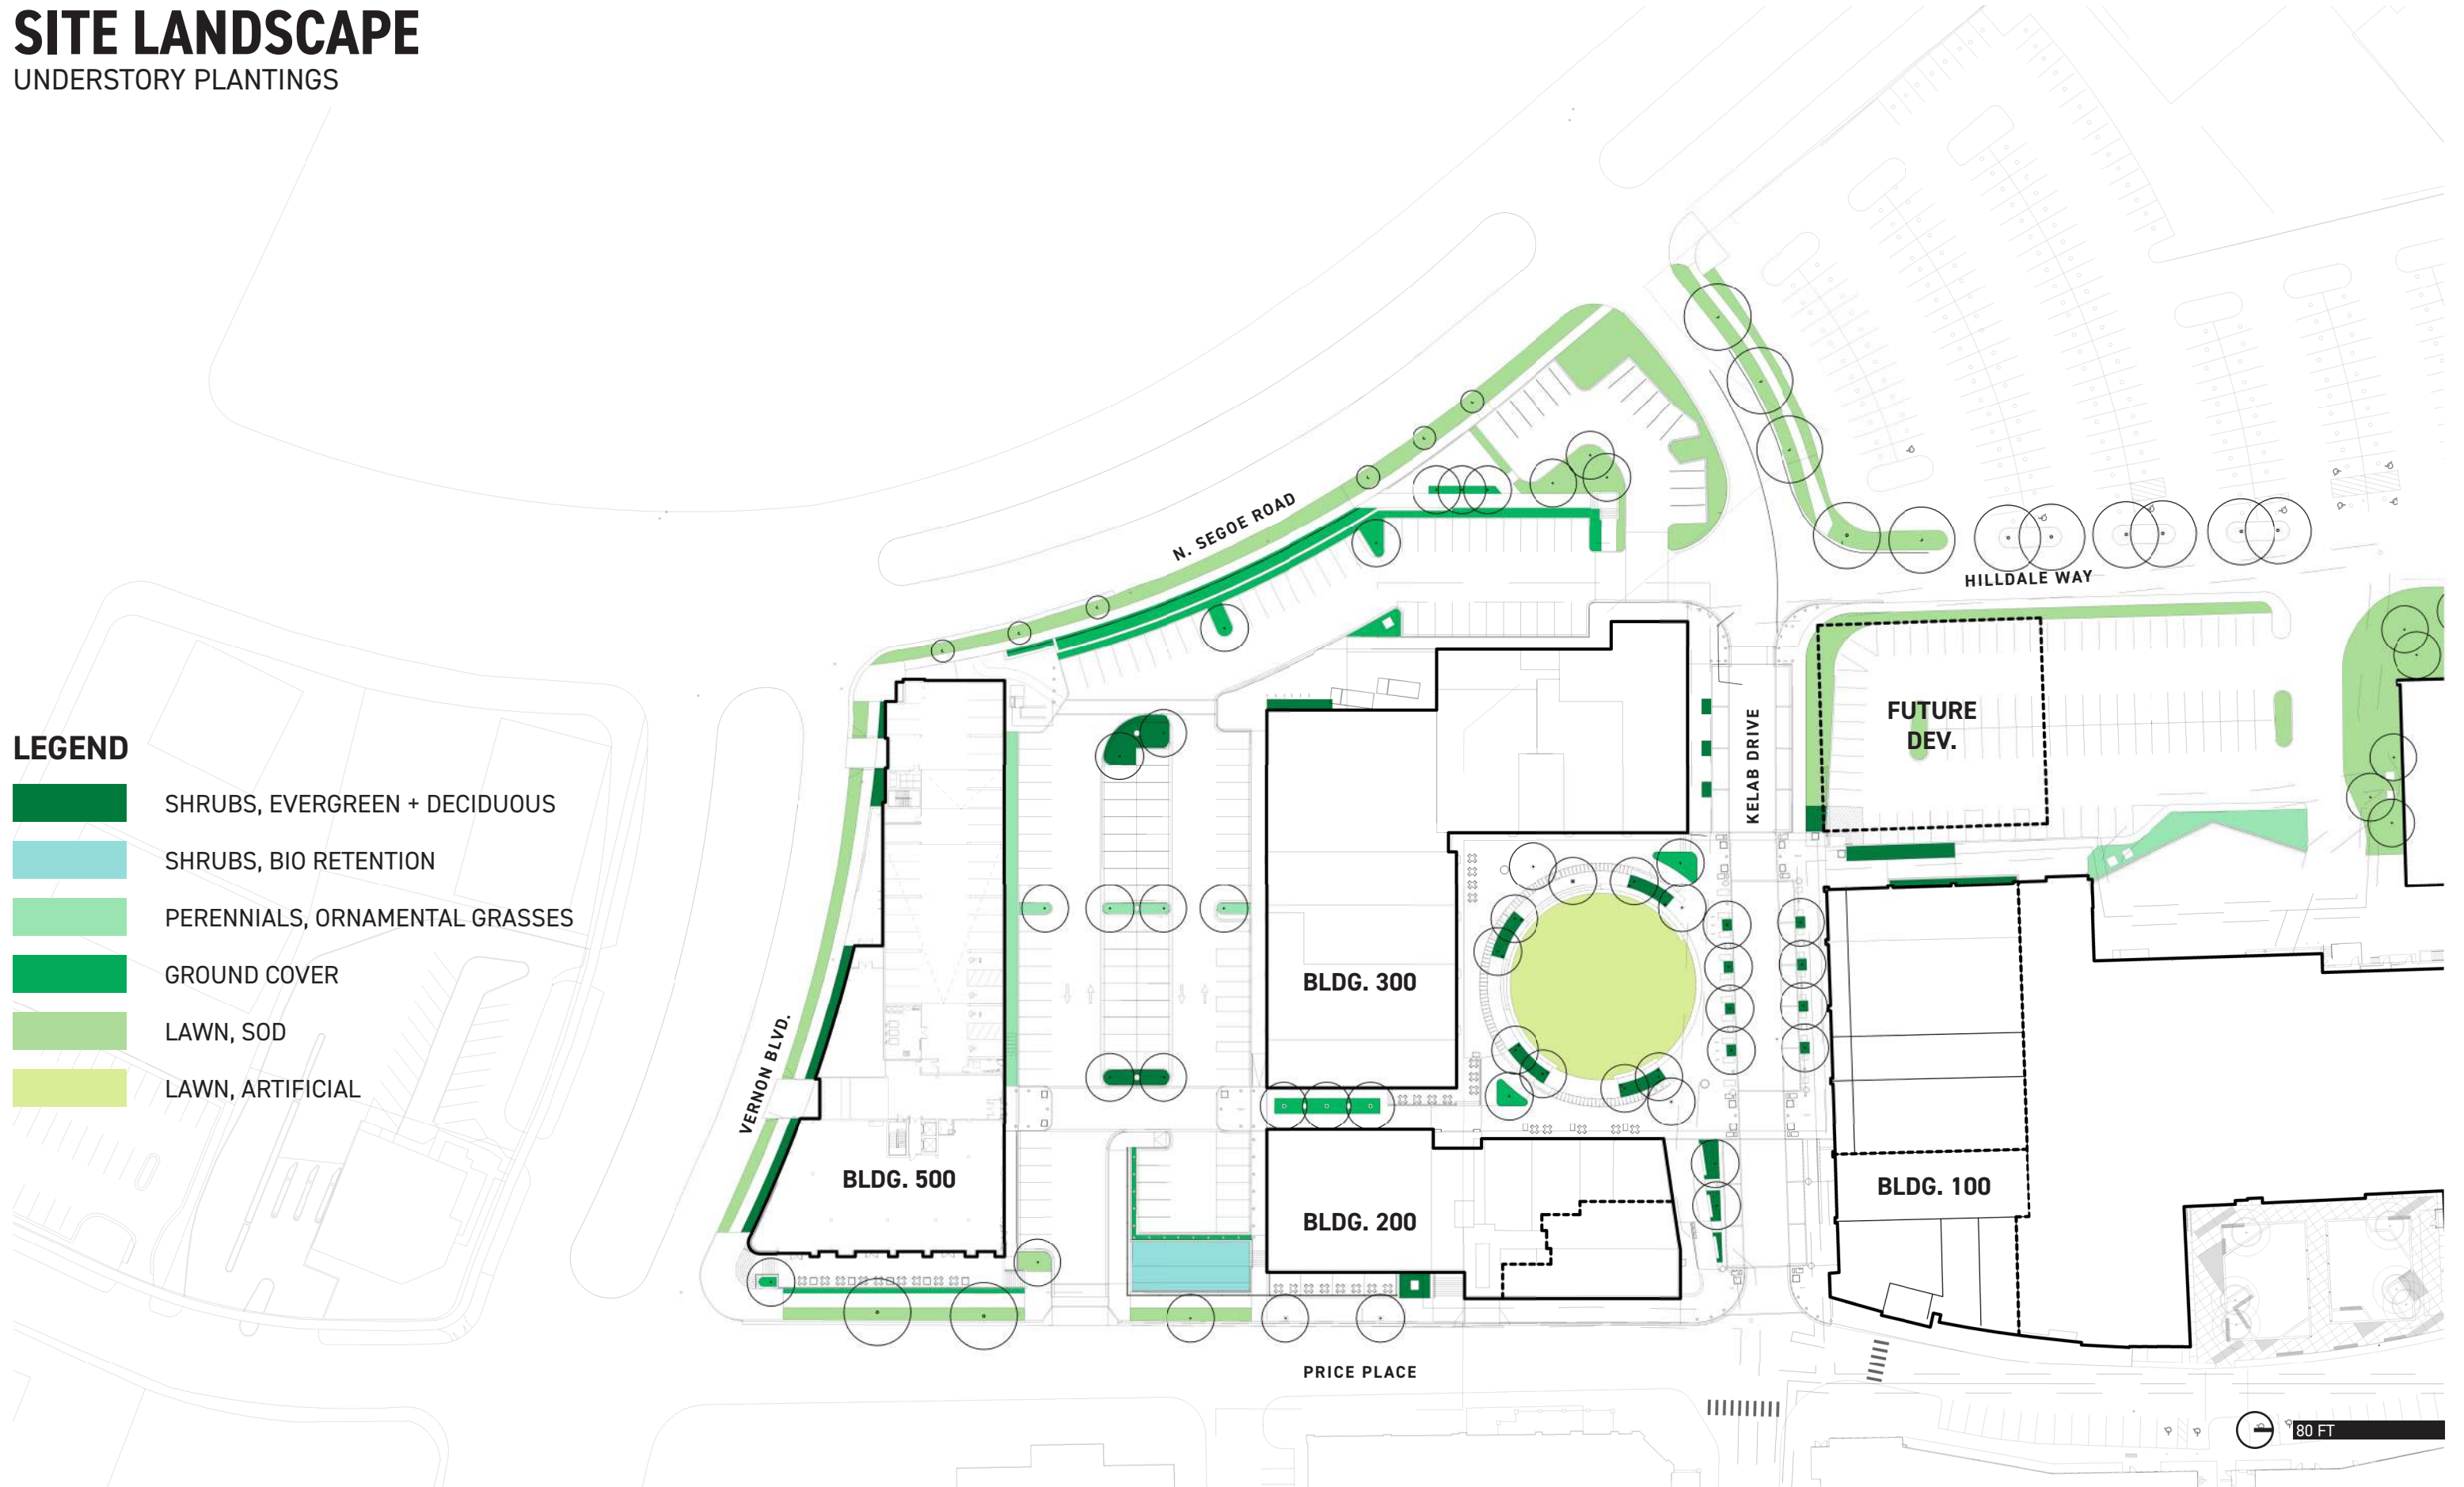 SITE LANDSCAPE
UNDERSTORY PLANTINGS
N. SEGOE ROAD
HILLDALE WAY
FUTURE
DEV.
LEGEND
SHRUBS, EVERGREEN + DECIDUOUS
SHRUBS, BIO RETENTION
PERENNIALS, ORNAMENTAL GRASSES
GROUND COVER
LAWN, SOD
LAWN, ARTIFICIAL
KELAB DRIVE
VERNON BLVD.
BLDG. 300
BLDG. 500
BLDG. 200
BLDG. 100
PRICE PLACE
80 FT